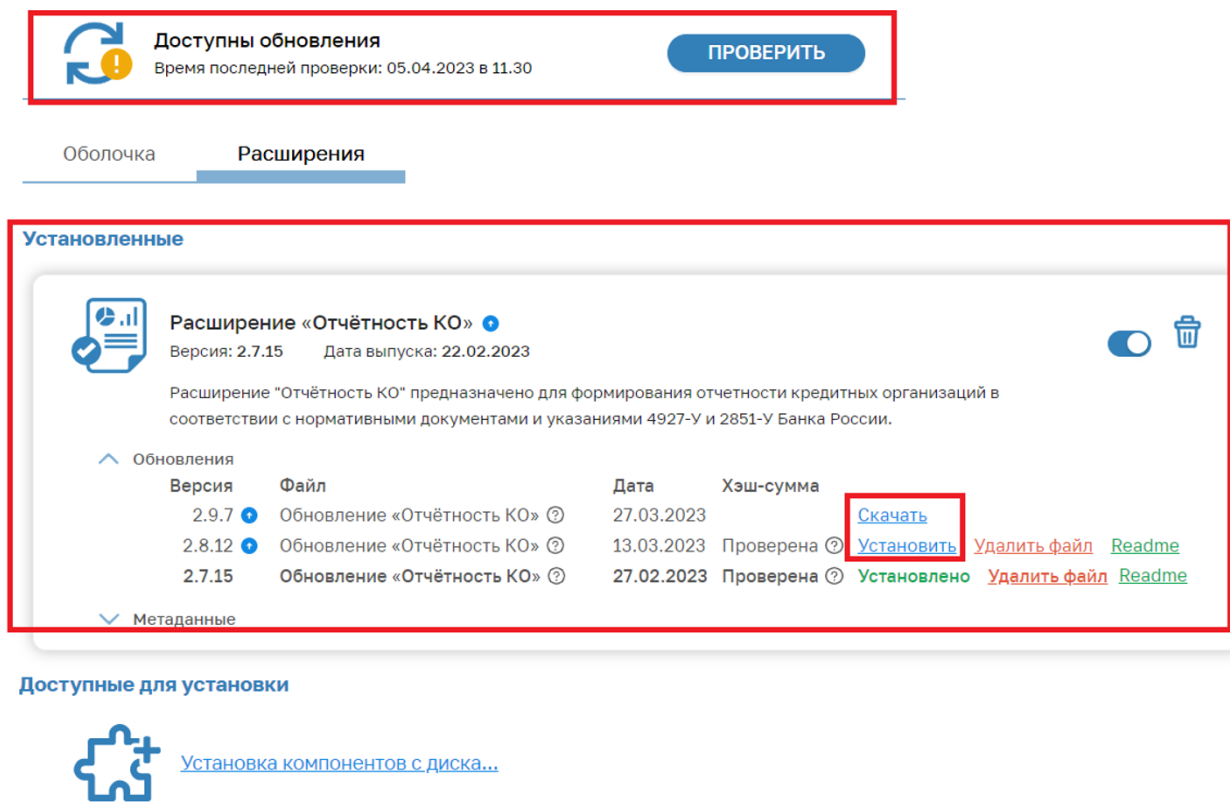 Доступны обновления
Время последней проверки: 05.04.2023 в 11.30
ПРОВЕРИТЬ
Оболочка Расширения
Установленные
Расширение «Отчётность КО»
Версия: 2.7.15 Дата выпуска: 22.02.2023
Расширение "Отчётность КО" предназначено для формирования отчетности кредитных организаций в
соответствии с нормативными документами и указаниями 4927-У и 2851-У Банка России.
Обновления
Версия Файл Дата Хэш-сумма
2.9.7 Обновление «Отчётность КО» ? 27.03.2023 Скачать
2.8.12 Обновление «Отчётность КО» ? 13.03.2023 Проверена ? Установить Удалить файл Readme
2.7.15 Обновление «Отчётность КО» ? 27.02.2023 Проверена ? Установлено Удалить файл Readme
Метаданные
Доступные для установки
Установка компонентов с диска...